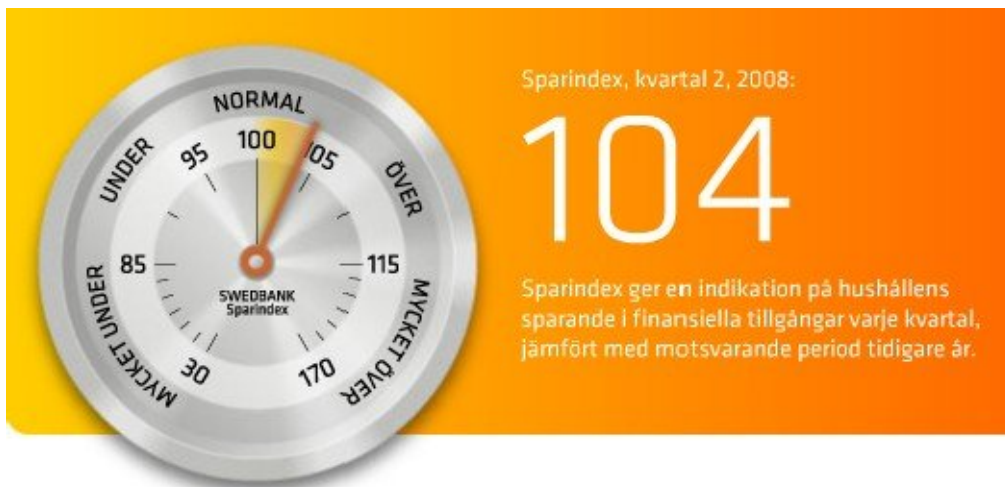 NORMAL
UNDER
ÖVER
MYCKET UNDER
MYCKET ÖVER
95
100
105
85
115
30
170
SWEDBANK
Sparindex
Sparindex, kvartal 2, 2008:
104
Sparindex ger en indikation på hushållens
sparande i finansiella tillgångar varje kvartal,
jämfört med motsvarande period tidigare år.